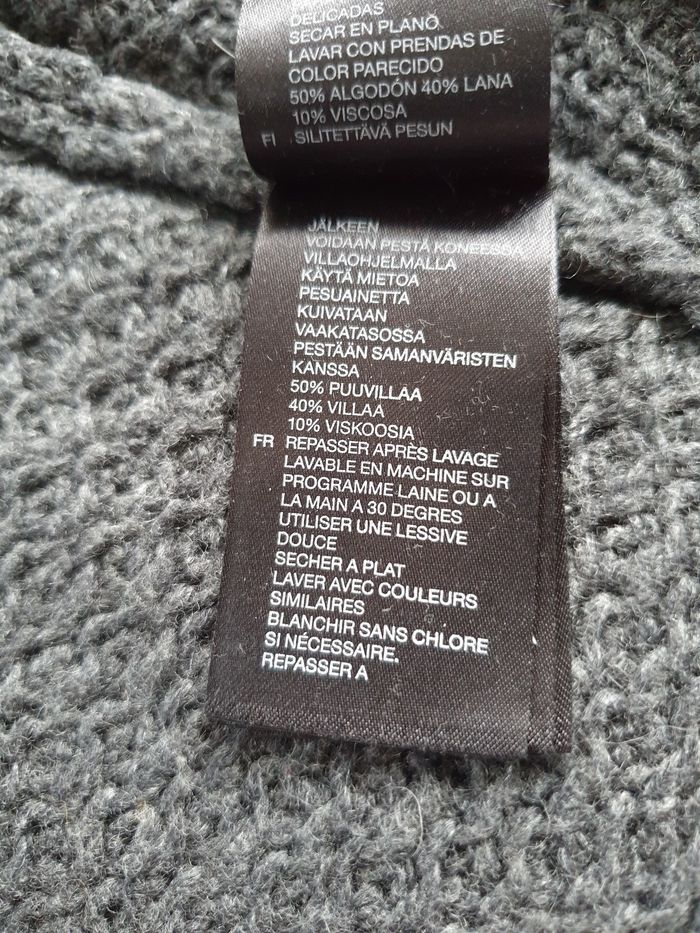 DELICADAS
SECAR EN PLANO
LAVAR CON PRENDAS DE
COLOR PARECIDO
50% ALGODÓN 40% LANA
10% VISCOSA
FI SILITETTÄVÄ PESUN
JÄLKEEN
VOIDAAN PESTÄ KONEESSA
VILLAOHJELMALLA
KÄYTÄ MIETOA
PESUAINETTA
KUIVATAAN
VAAKATASOSSA
PESTÄÄN SAMANVÄRISTEN
KANSSA
50% PUUVILLAA
40% VILLAA
10% VISKOOSIA
FR REPASSER APRÈS LAVAGE
LAVABLE EN MACHINE SUR
PROGRAMME LAINE OU A
LA MAIN A 30 DEGRES
UTILISER UNE LESSIVE
DOUCE
SECHER A PLAT
LAVER AVEC COULEURS
SIMILAIRES
BLANCHIR SANS CHLORE
SI NÉCESSAIRE.
REPASSER A